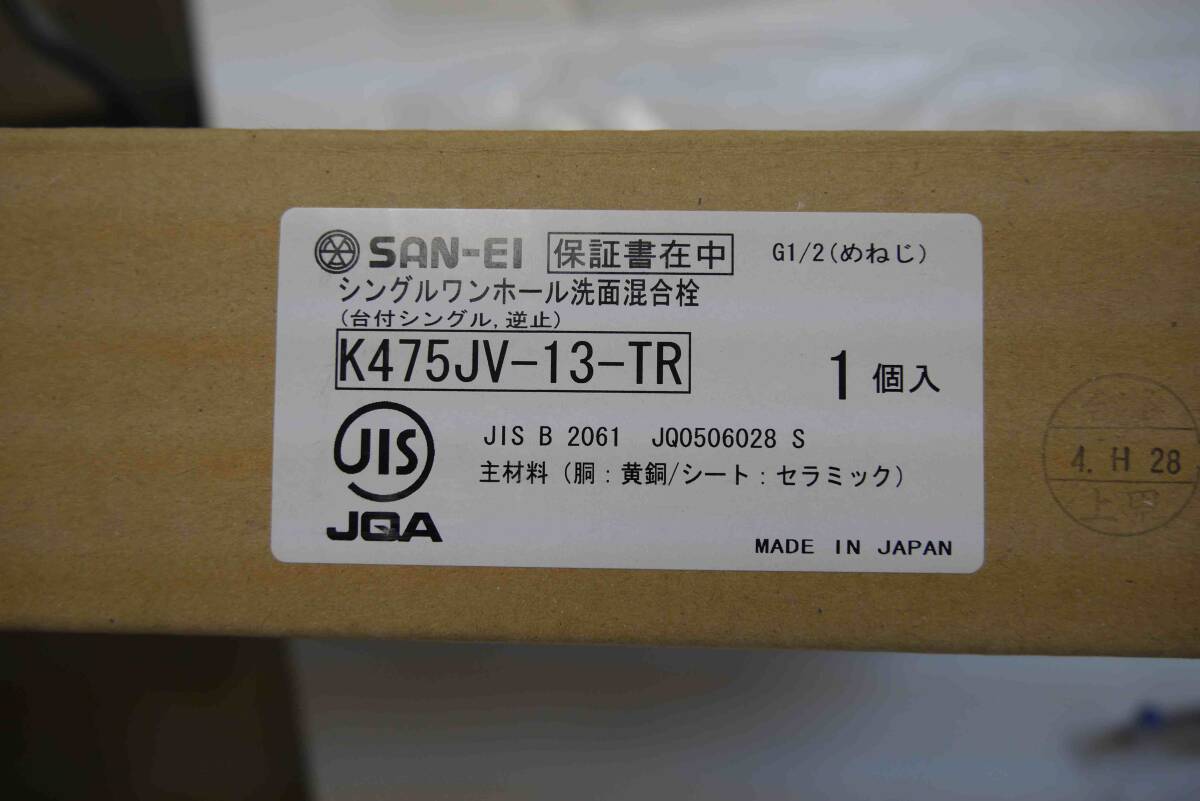 SAN-EI 保証書在中 G1/2(めねじ)
シングルワンホール洗面混合栓
(台付シングル,逆止)
K475JV-13-TR 1個入
JIS
JIS B 2061 JQ0506028 S
主材料(胴:黄銅/シート:セラミック)
JQA
MADE IN JAPAN
4. H 28
上甲